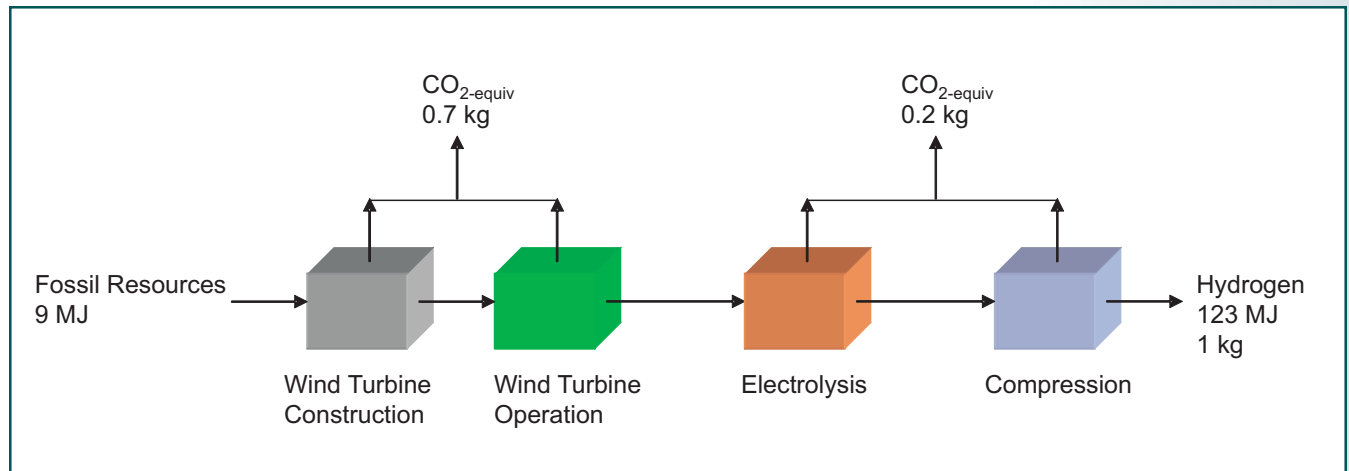 CO2-equiv
0.7 kg
CO2-equiv
0.2 kg
Fossil Resources
9 MJ
Hydrogen
123 MJ
1 kg
Wind Turbine
Construction
Wind Turbine
Operation
Electrolysis
Compression